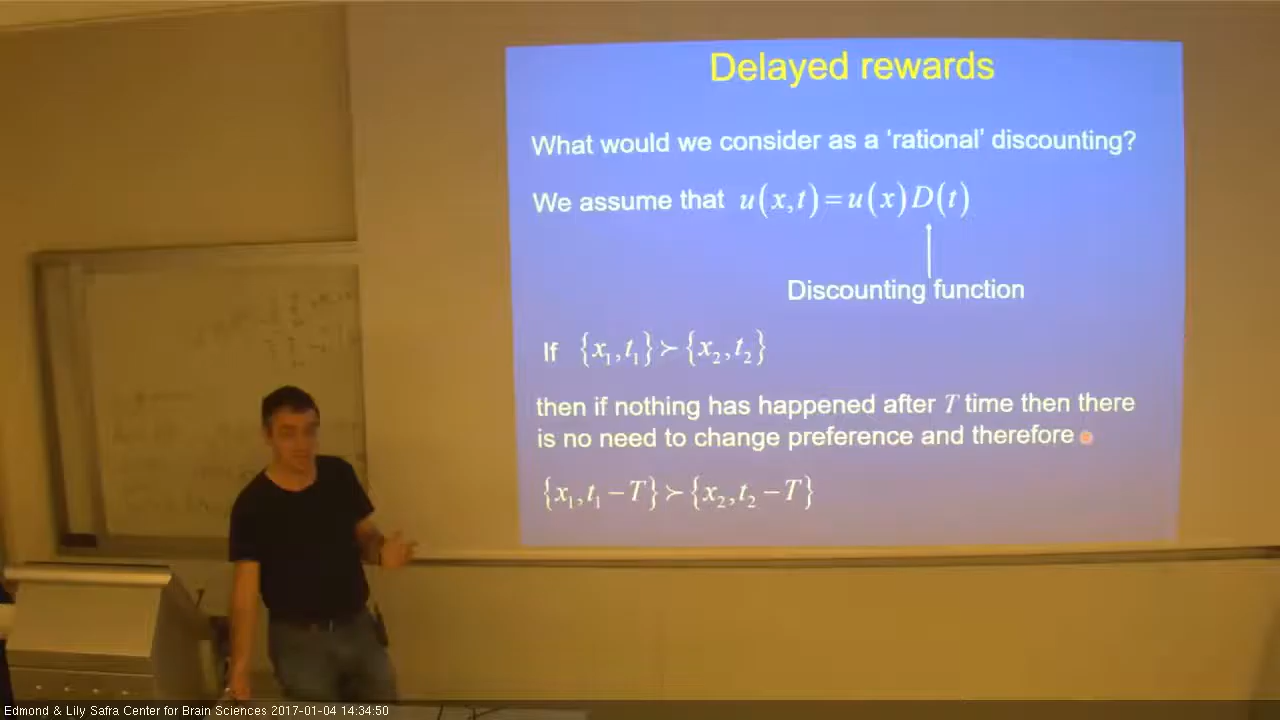 Delayed rewards
What would we consider as a ‘rational’ discounting?
We assume that u(x,t)=u(x)D(t)
Discounting function
If {x₁,t₁}≻{x₂,t₂}
then if nothing has happened after T time then there
is no need to change preference and therefore
{x₁,t₁−T}≻{x₂,t₂−T}
Edmond & Lily Safra Center for Brain Sciences 2017-01-04 14:34:50